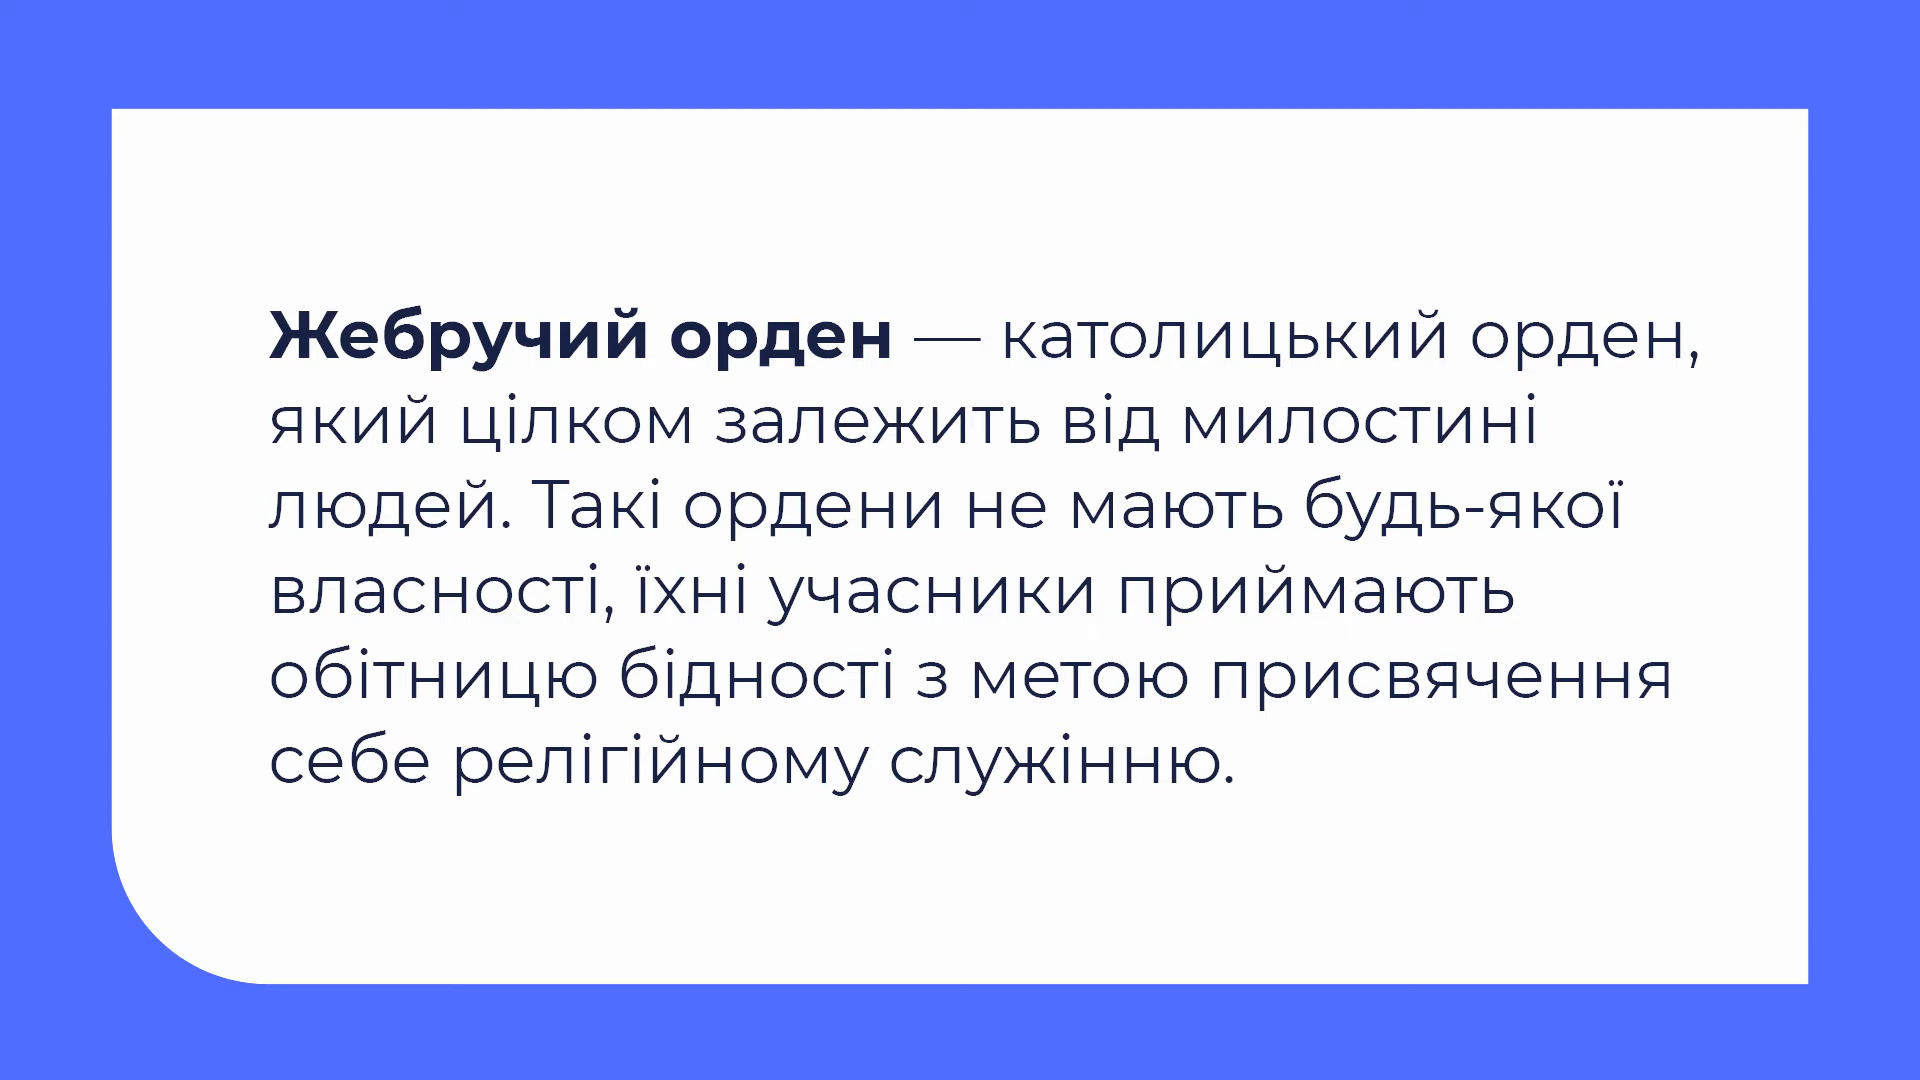 Жебручий орден — католицький орден,
який цілком залежить від милостині
людей. Такі ордени не мають будь-якої
власності, їхні учасники приймають
обітницю бідності з метою присвячення
себе релігійному служінню.